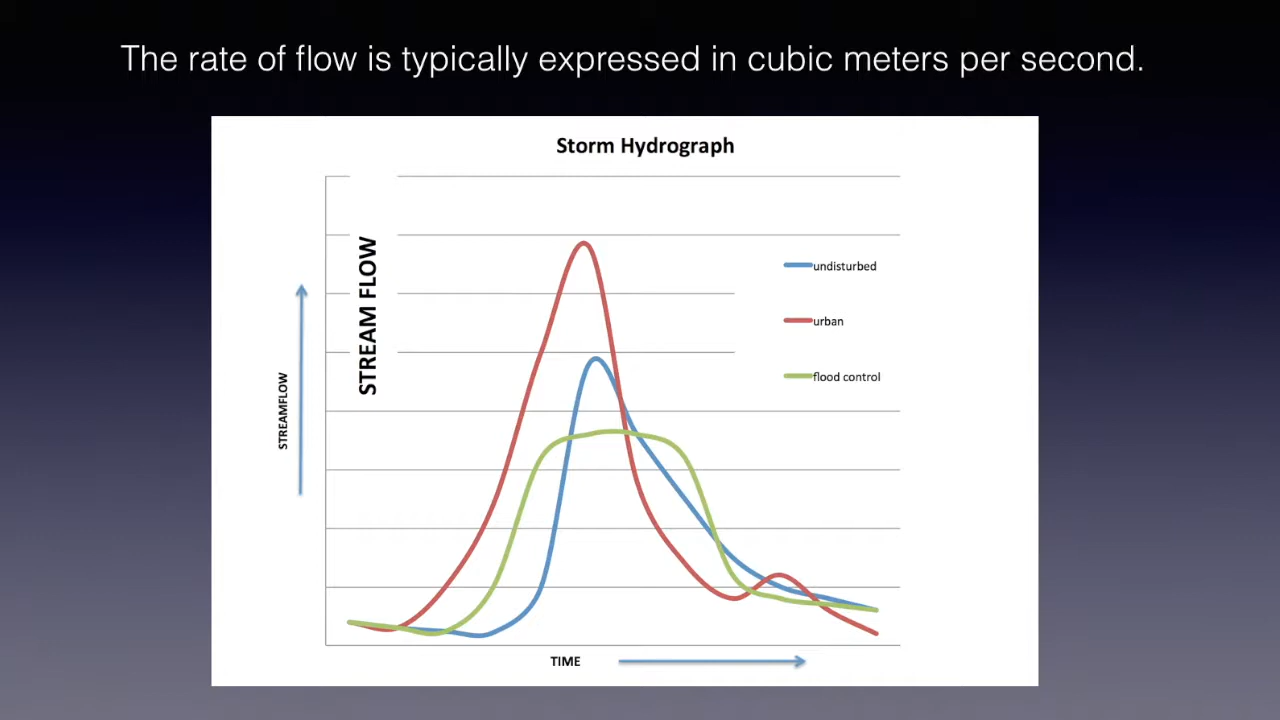 The rate of flow is typically expressed in cubic meters per second.
Storm Hydrograph
STREAM FLOW
STREAMFLOW
undisturbed
urban
flood control
TIME